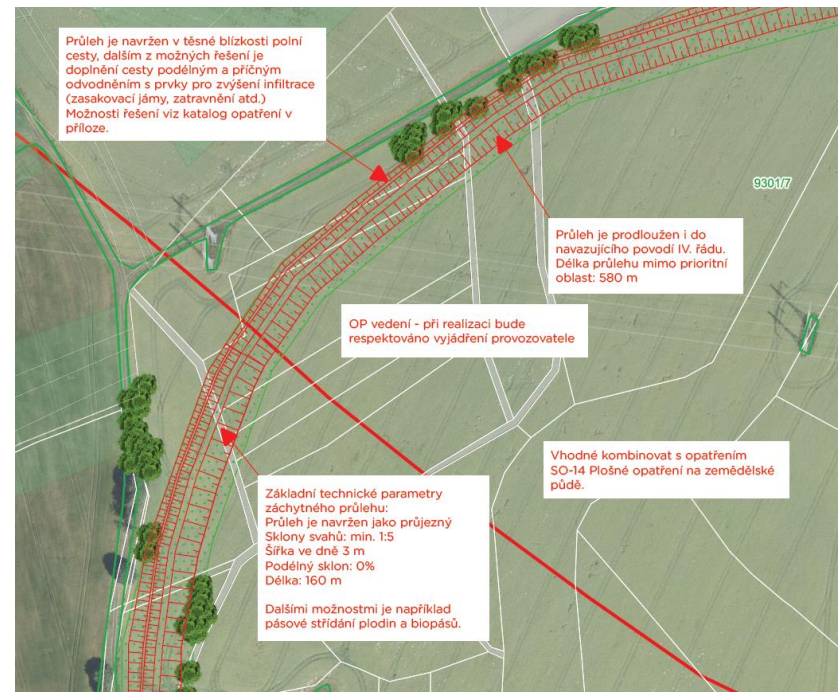 Průleh je navržen v těsné blízkosti polní
cesty, dalším z možných řešení je
doplnění cesty podélným a příčným
odvodněním s prvky pro zvýšení infiltrace
(zasakovací jámy, zatravnění atd.)
Možnosti řešení viz katalog opatření v
příloze.
9301/7
Průleh je prodloužen i do
navazujícího povodí IV. řádu.
Délka průlehu mimo prioritní
oblast: 580 m
OP vedení - při realizaci bude
respektováno vyjádření provozovatele
Vhodné kombinovat s opatřením
SO-14 Plošné opatření na zemědělské
půdě.
Základní technické parametry
záchytného průlehu:
Průleh je navržen jako průjezný
Sklony svahů: min. 1:5
Šířka ve dně 3 m
Podélný sklon: 0%
Délka: 160 m
Dalšími možnostmi je například
pásové střídání plodin a biopásů.